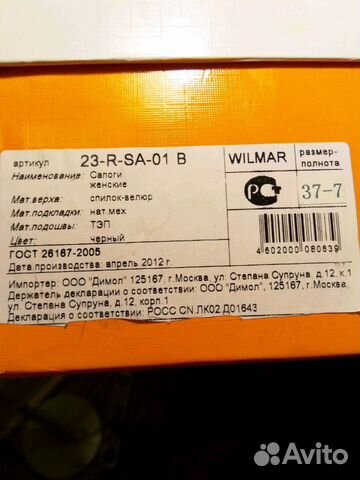 артикул 23-R-SA-01 B WILMAR размер-полнота
Наименование: Сапоги женские
Мат.верха: спилок-велюр
Мат.подкладки: нат.мех
Мат.подошвы: ТЭП
Цвет: черный
РС 37-7
4602000080639
ГОСТ 26167-2005
Дата производства: апрель 2012 г.
Импортер: ООО "Димол" 125167, г.Москва, ул. Степана Супруна, д.12, к.1
Держатель декларации о соответствии: ООО "Димол", 125167, г.Москва,
ул. Степана Супруна, д.12, корп.1
Декларация о соответствии: РОСС CN.ЛК02.Д01643
Avito